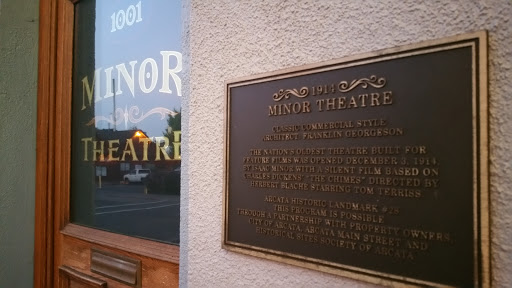 1001
MINOR
THEATRE
1914
MINOR THEATRE
CLASSIC COMMERCIAL STYLE
ARCHITECT FRANKLIN GEORGESON
THE NATION'S OLDEST THEATRE BUILT FOR
FEATURE FILMS WAS OPENED DECEMBER 3, 1914
BY ISAAC MINOR WITH A SILENT FILM BASED ON
CHARLES DICKENS' "THE CHIMES" DIRECTED BY
HERBERT BLACHE STARRING TOM TERRISS
ARCATA HISTORIC LANDMARK #28
THIS PROGRAM IS POSSIBLE
THROUGH A PARTNERSHIP WITH PROPERTY OWNERS,
CITY OF ARCATA, ARCATA MAIN STREET AND
HISTORICAL SITES SOCIETY OF ARCATA